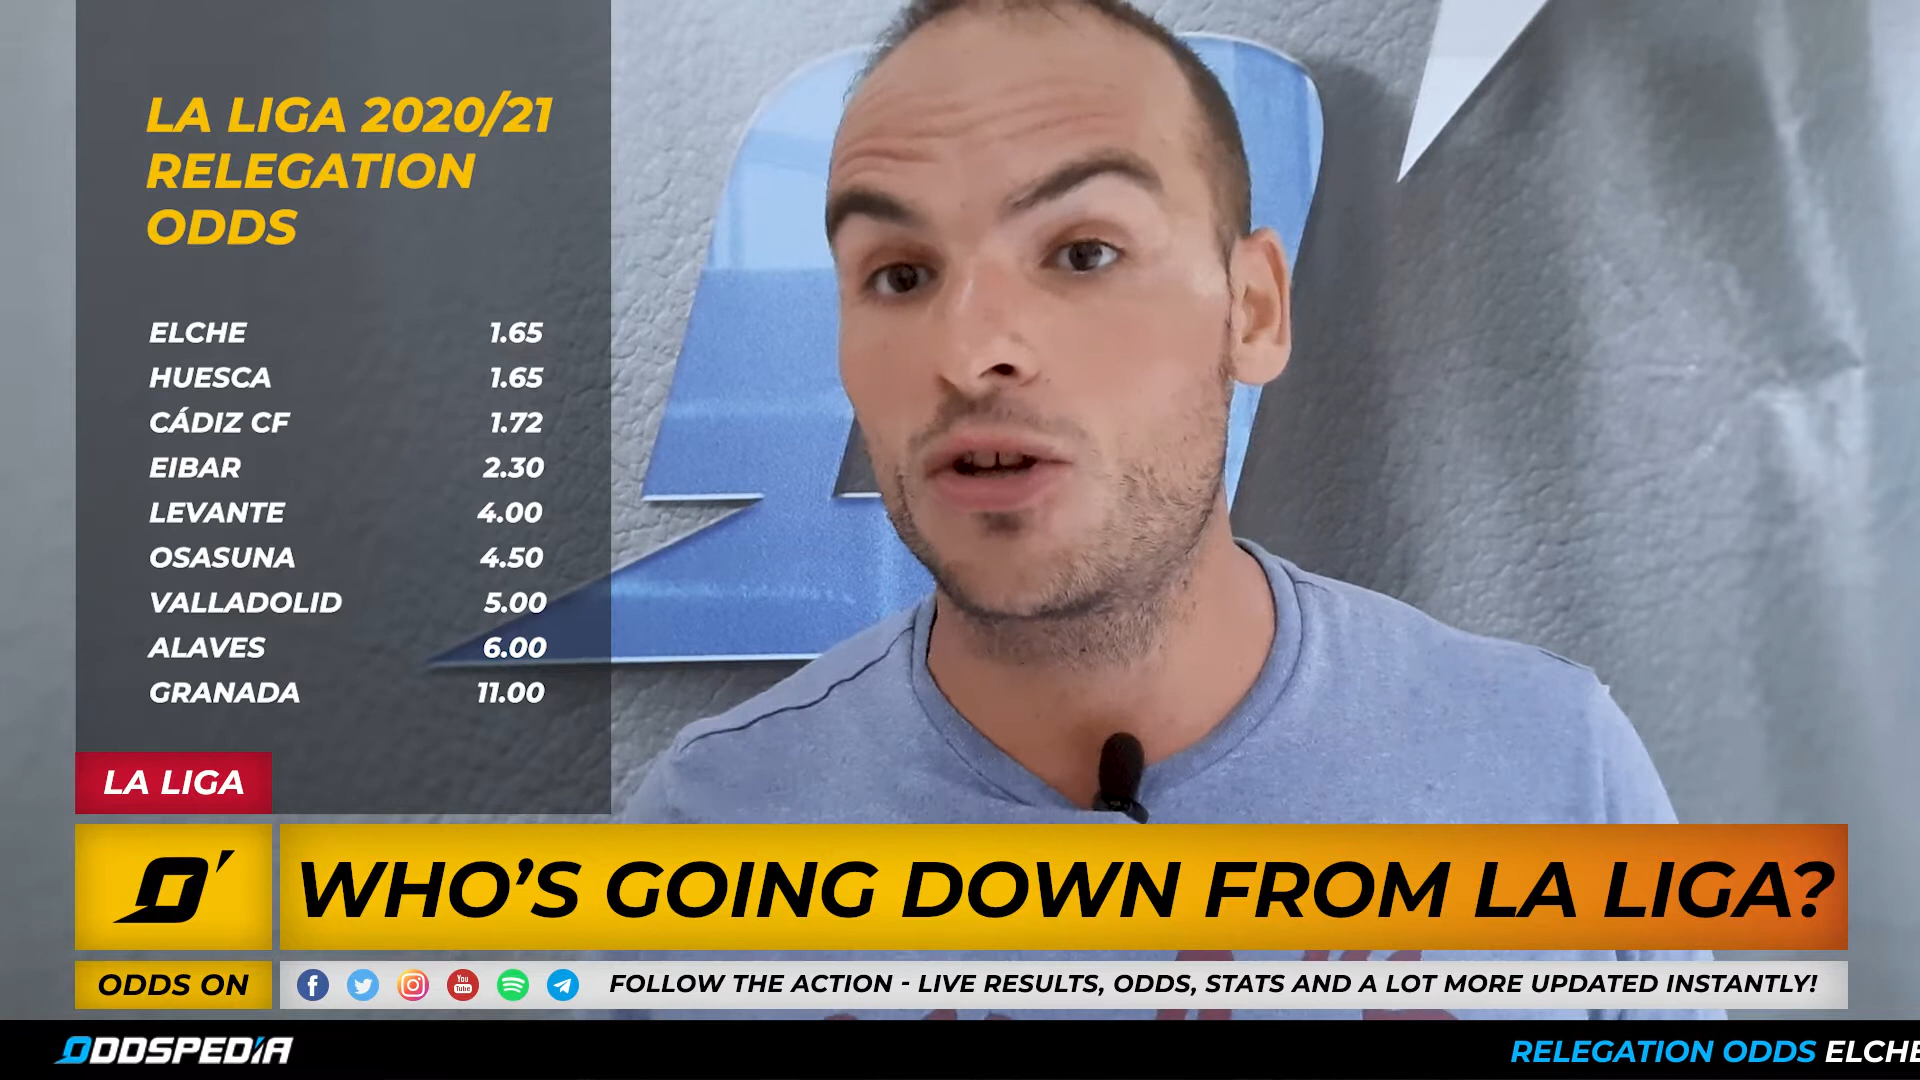 LA LIGA 2020/21
RELEGATION
ODDS
ELCHE 1.65
HUESCA 1.65
CÁDIZ CF 1.72
EIBAR 2.30
LEVANTE 4.00
OSASUNA 4.50
VALLADOLID 5.00
ALAVES 6.00
GRANADA 11.00
LA LIGA
WHO'S GOING DOWN FROM LA LIGA?
ODDS ON
You Tube
FOLLOW THE ACTION - LIVE RESULTS, ODDS, STATS AND A LOT MORE UPDATED INSTANTLY!
ODDSPEDIA
RELEGATION ODDS ELCHE